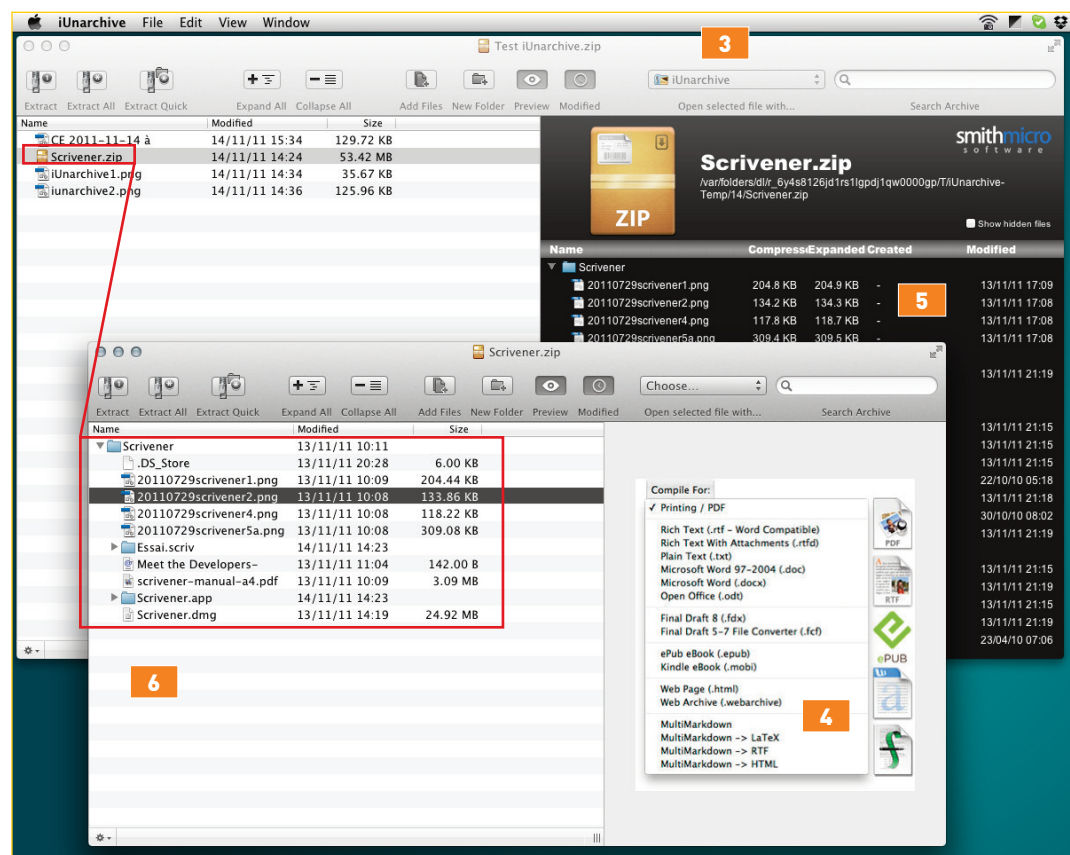 iUnarchive File Edit View Window
Test iUnarchive.zip
3
iUnarchive
Extract Extract All Extract Quick Expand All Collapse All Add Files New Folder Preview Modified Open selected file with... Search Archive
Name Modified Size
CE 2011-11-14 à 14/11/11 15:34 129.72 KB
Scrivener.zip 14/11/11 14:24 53.42 MB
iUnarchive1.png 14/11/11 14:34 35.67 KB
iunarchive2.png 14/11/11 14:36 125.96 KB
smithmicro
software
ZIP
Scrivener.zip
/var/folders/dl/r_6y4s8126jd1rs1lgpdj1qw0000gp/T/iUnarchive-
Temp/14/Scrivener.zip
Show hidden files
Name Compresse Expanded Created Modified
Scrivener
20110729scrivener1.png 204.8 KB 204.9 KB - 13/11/11 17:09
20110729scrivener2.png 134.2 KB 134.3 KB - 13/11/11 17:08
20110729scrivener4.png 117.8 KB 118.7 KB - 13/11/11 17:08
20110729scrivener5a.png 309.4 KB 309.5 KB - 13/11/11 17:08
5
13/11/11 21:19
13/11/11 21:15
13/11/11 21:15
13/11/11 21:15
22/10/10 05:18
13/11/11 21:18
30/10/10 08:02
13/11/11 21:19
13/11/11 21:15
13/11/11 21:19
13/11/11 21:15
13/11/11 21:19
23/04/10 07:06
Scrivener.zip
Choose...
Extract Extract All Extract Quick Expand All Collapse All Add Files New Folder Preview Modified Open selected file with... Search Archive
Name Modified Size
Scrivener 13/11/11 10:11
.DS_Store 13/11/11 20:28 6.00 KB
20110729scrivener1.png 13/11/11 10:09 204.44 KB
20110729scrivener2.png 13/11/11 10:08 133.86 KB
20110729scrivener4.png 13/11/11 10:08 118.22 KB
20110729scrivener5a.png 13/11/11 10:08 309.08 KB
Essai.scriv 14/11/11 14:23
Meet the Developers- 13/11/11 11:04 142.00 B
scrivener-manual-a4.pdf 13/11/11 10:09 3.09 MB
Scrivener.app 14/11/11 14:23
Scrivener.dmg 13/11/11 14:19 24.92 MB
6
Compile For:
✓ Printing / PDF
Rich Text (.rtf - Word Compatible)
Rich Text With Attachments (.rtfd)
Plain Text (.txt)
Microsoft Word 97-2004 (.doc)
Microsoft Word (.docx)
Open Office (.odt)
Final Draft 8 (.fdx)
Final Draft 5-7 File Converter (.fcf)
ePub eBook (.epub)
Kindle eBook (.mobi)
Web Page (.html)
Web Archive (.webarchive)
MultiMarkdown
MultiMarkdown -> LaTeX
MultiMarkdown -> RTF
MultiMarkdown -> HTML
4
PDF
RTF
ePUB
W
a